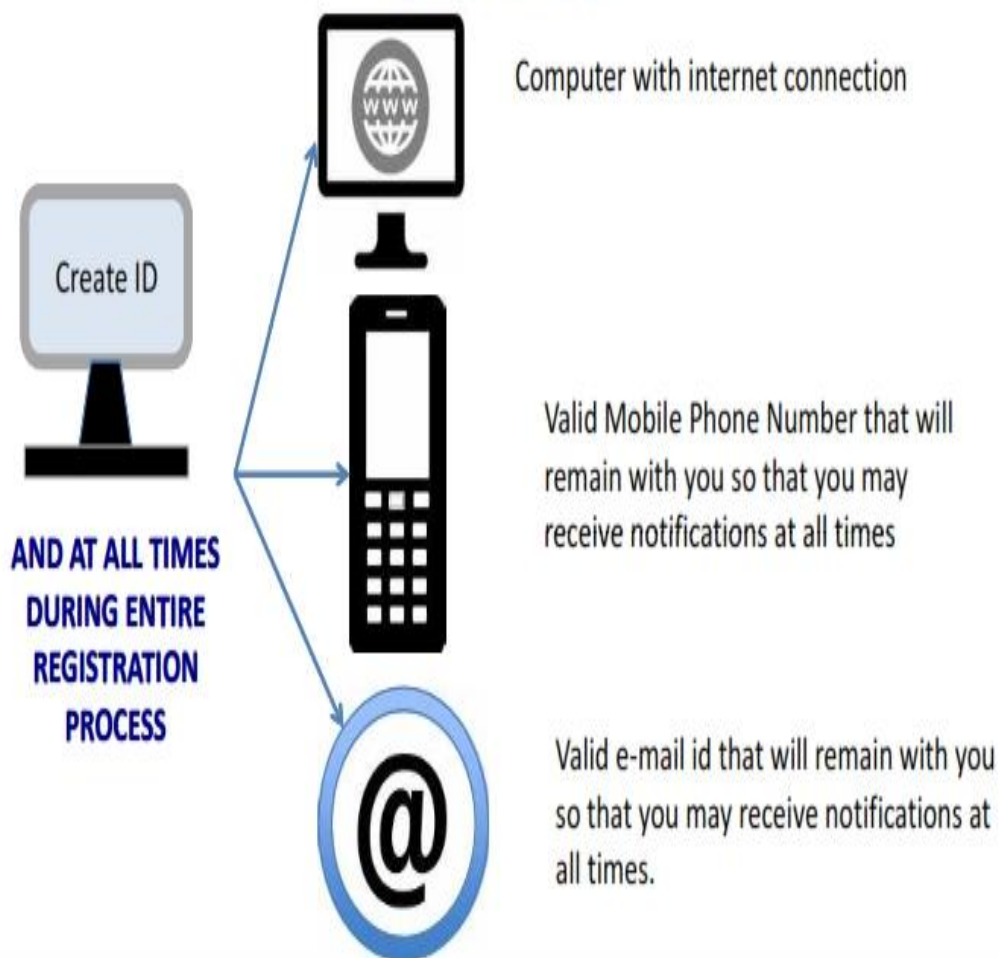 WWW
Computer with internet connection
Create ID
AND AT ALL TIMES
DURING ENTIRE
REGISTRATION
PROCESS
Valid Mobile Phone Number that will
remain with you so that you may
receive notifications at all times
@
Valid e-mail id that will remain with you
so that you may receive notifications at
all times.